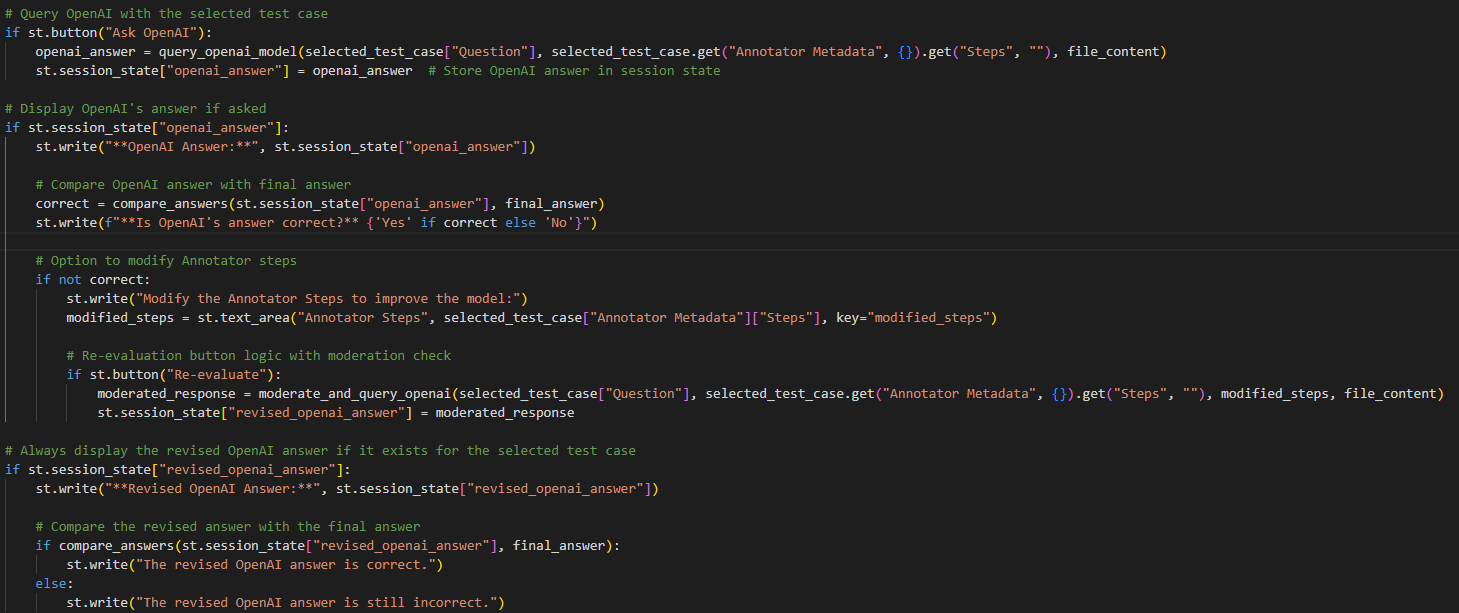 # Query OpenAI with the selected test case
if st.button("Ask OpenAI"):
    openai_answer = query_openai_model(selected_test_case["Question"], selected_test_case.get("Annotator Metadata", {}).get("Steps", ""), file_content)
    st.session_state["openai_answer"] = openai_answer  # Store OpenAI answer in session state

# Display OpenAI's answer if asked
if st.session_state["openai_answer"]:
    st.write("**OpenAI Answer:**", st.session_state["openai_answer"])

    # Compare OpenAI answer with final answer
    correct = compare_answers(st.session_state["openai_answer"], final_answer)
    st.write(f"**Is OpenAI's answer correct?** {'Yes' if correct else 'No'}")

    # Option to modify Annotator steps
    if not correct:
        st.write("Modify the Annotator Steps to improve the model:")
        modified_steps = st.text_area("Annotator Steps", selected_test_case["Annotator Metadata"]["Steps"], key="modified_steps")

        # Re-evaluation button logic with moderation check
        if st.button("Re-evaluate"):
            moderated_response = moderate_and_query_openai(selected_test_case["Question"], selected_test_case.get("Annotator Metadata", {}).get("Steps", ""), modified_steps, file_content)
            st.session_state["revised_openai_answer"] = moderated_response

# Always display the revised OpenAI answer if it exists for the selected test case
if st.session_state["revised_openai_answer"]:
    st.write("**Revised OpenAI Answer:**", st.session_state["revised_openai_answer"])

    # Compare the revised answer with the final answer
    if compare_answers(st.session_state["revised_openai_answer"], final_answer):
        st.write("The revised OpenAI answer is correct.")
    else:
        st.write("The revised OpenAI answer is still incorrect.")